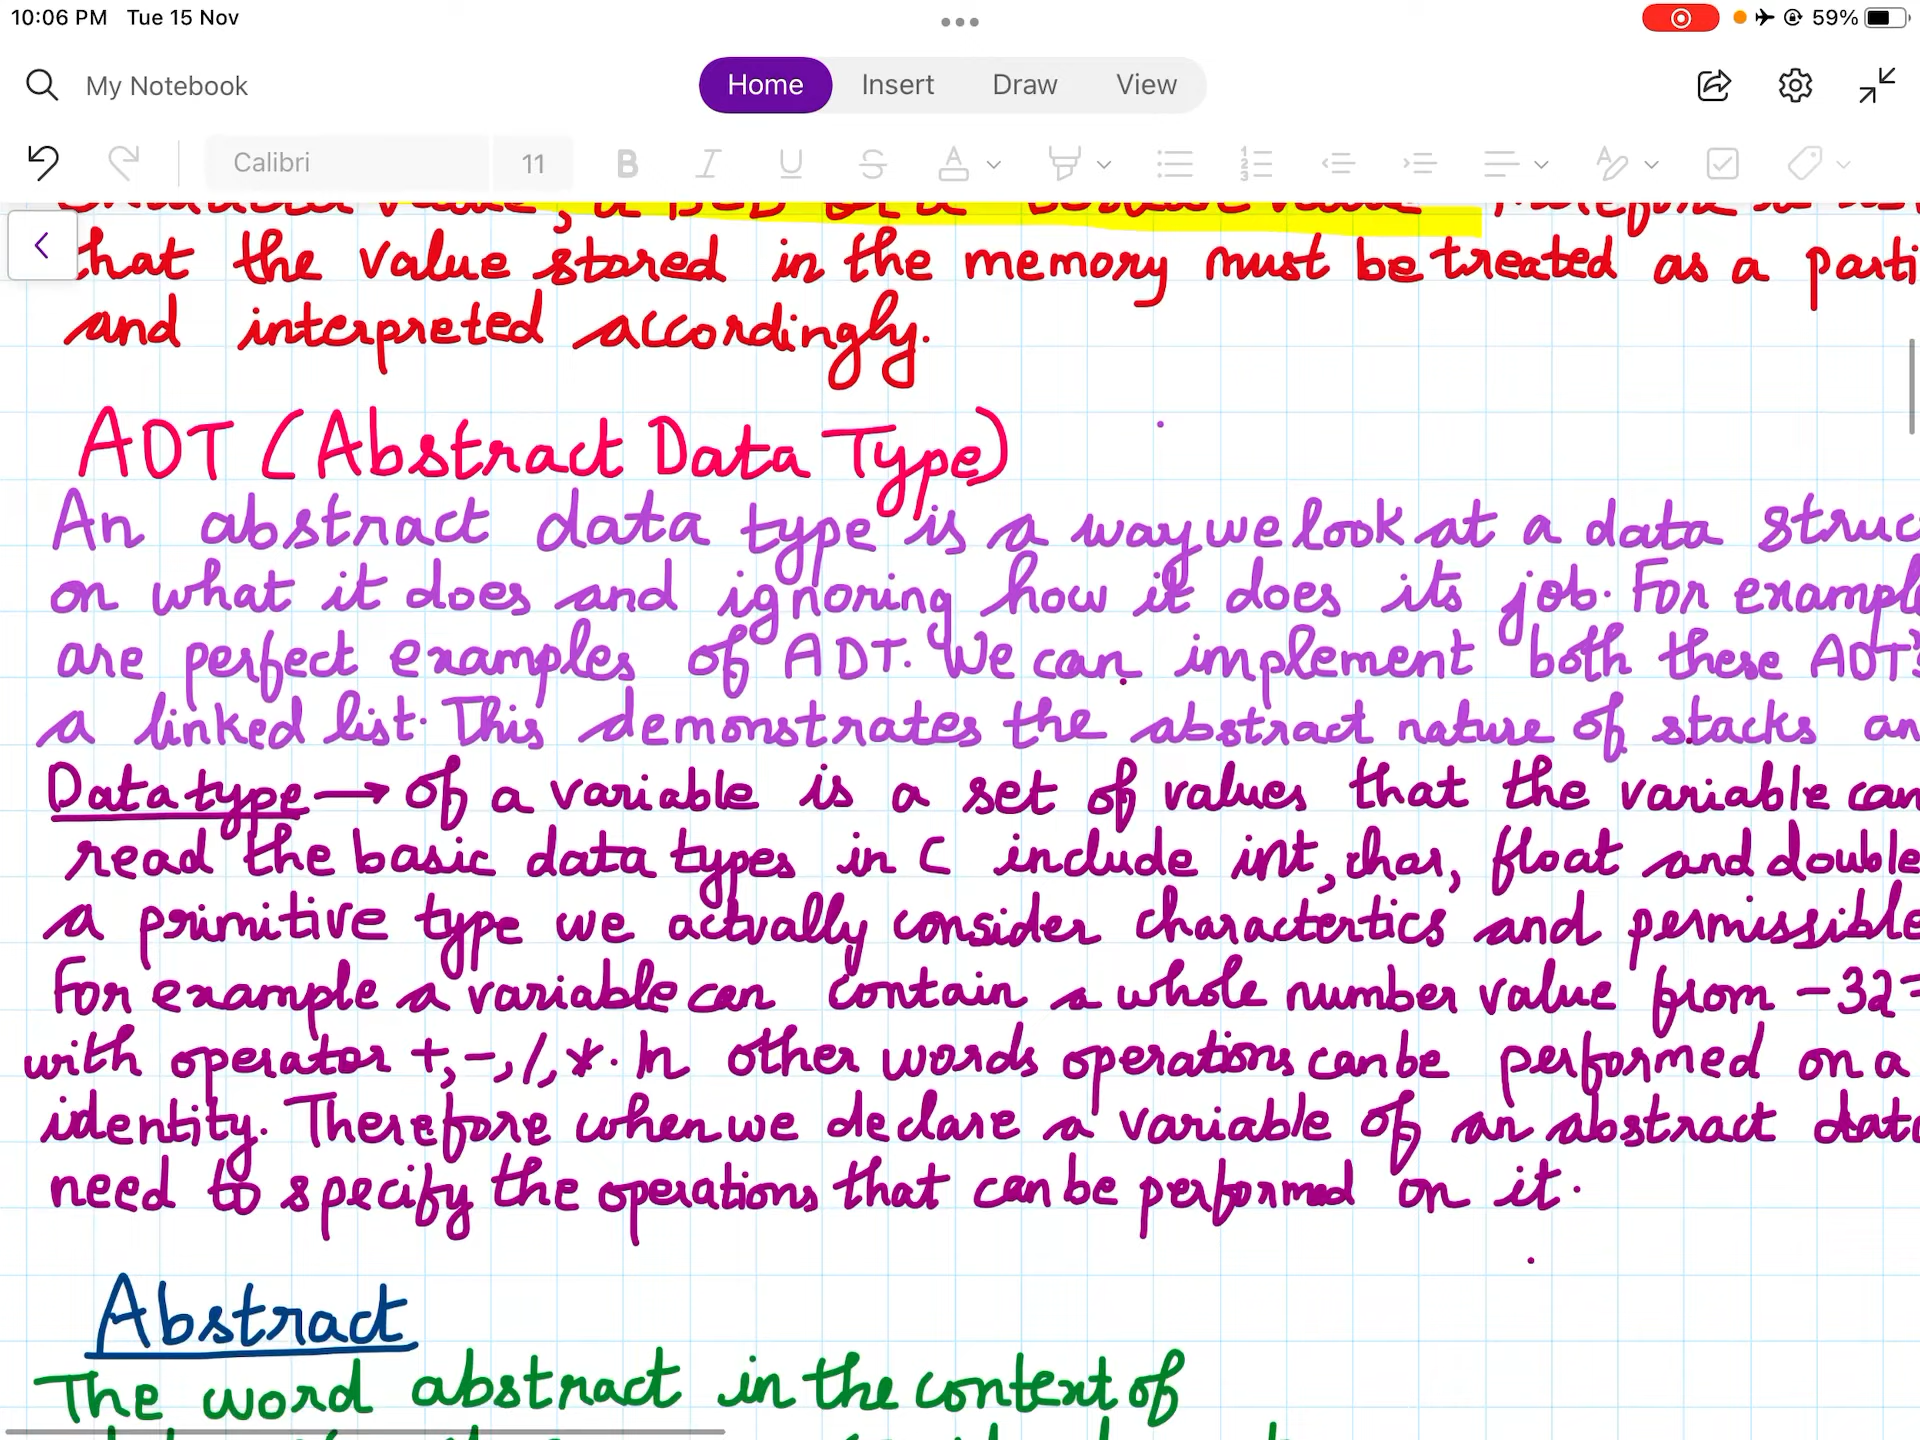 10:06 PM Tue 15 Nov
59%
My Notebook
Home Insert Draw View
Calibri 11
value, a BCD
that the value stored in the memory must be treated as a parti
and interpreted accordingly.
ADT (Abstract Data Type)
An abstract data type is a way we look at a data struc
on what it does and ignoring how it does its job. For exampl
are perfect examples of ADT. We can implement both these ADT's
a linked list. This demonstrates the abstract nature of stacks an
Data type → of a variable is a set of values that the variable can
read the basic data types in C include int, char, float and double
a primitive type we actually consider charactertics and permissible
For example a variable can contain a whole number value from -327
with operator +, -, /, *. In other words operations can be performed on a
identity. Therefore when we declare a variable of an abstract data
need to specify the operations that can be performed on it.
Abstract
The word abstract in the context of